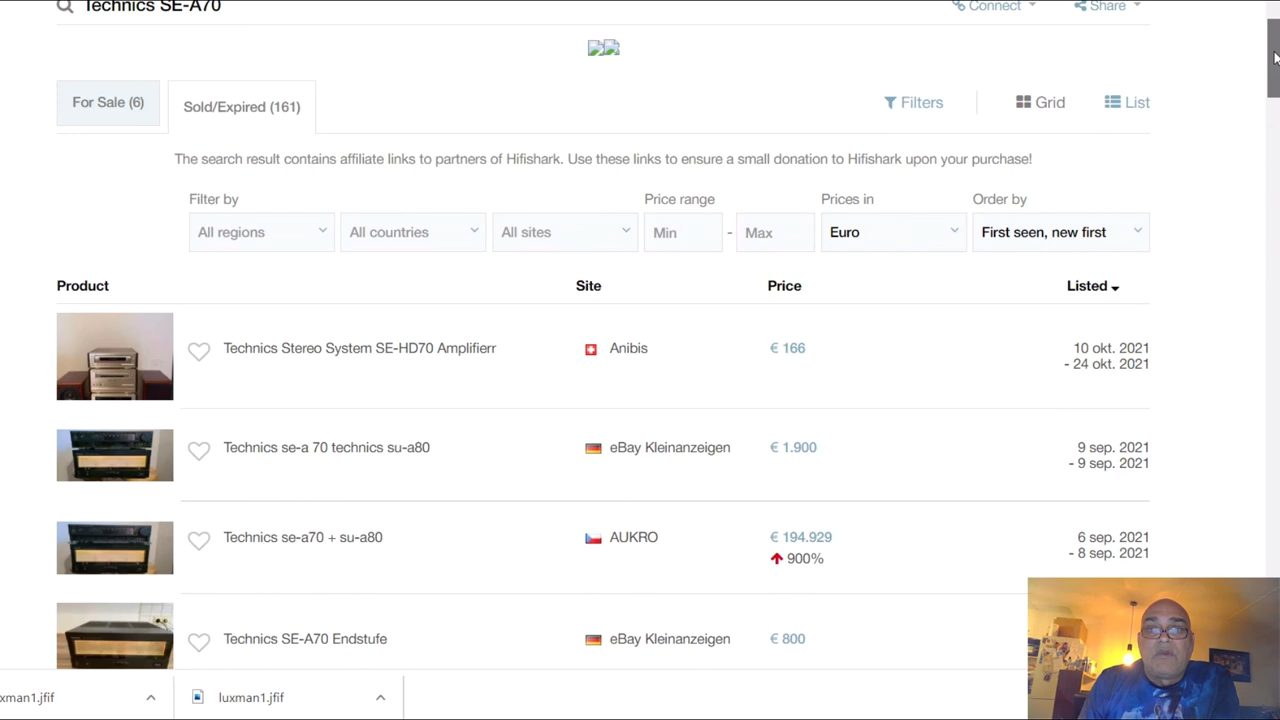 Technics SE-A70
Connect
Share
For Sale (6)
Sold/Expired (161)
Filters
Grid
List
The search result contains affiliate links to partners of Hifishark. Use these links to ensure a small donation to Hifishark upon your purchase!
Filter by
Price range
Prices in
Order by
All regions
All countries
All sites
Min
-
Max
Euro
First seen, new first
Product
Site
Price
Listed
Technics Stereo System SE-HD70 Amplifierr
Anibis
€ 166
10 okt. 2021
- 24 okt. 2021
Technics se-a 70 technics su-a80
eBay Kleinanzeigen
€ 1.900
9 sep. 2021
- 9 sep. 2021
Technics se-a70 + su-a80
AUKRO
€ 194.929
900%
6 sep. 2021
- 8 sep. 2021
Technics SE-A70 Endstufe
eBay Kleinanzeigen
€ 800
xman1.jfif
luxman1.jfif